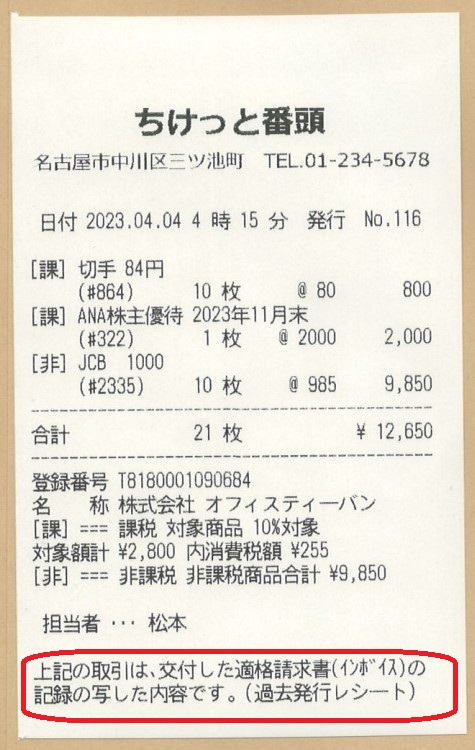 ちけっと番頭
名古屋市中川区三ツ池町 TEL.01-234-5678
日付 2023.04.04 4 時 15 分 発行 No.116
[課] 切手 84円
(#864) 10 枚 @ 80 800
[課] ANA株主優待 2023年11月末
(#322) 1 枚 @ 2000 2,000
[非] JCB 1000
(#2335) 10 枚 @ 985 9,850
合計 21 枚 ¥ 12,650
登録番号 T8180001090684
名 称 株式会社 オフィスティーバン
[課] === 課税 対象商品 10%対象
対象額計 ¥2,800 内消費税額 ¥255
[非] === 非課税 非課税商品合計 ¥9,850
担当者 ··· 松本
上記の取引は、交付した適格請求書(ｲﾝﾎﾞｲｽ)の
記録の写した内容です。(過去発行レシート)